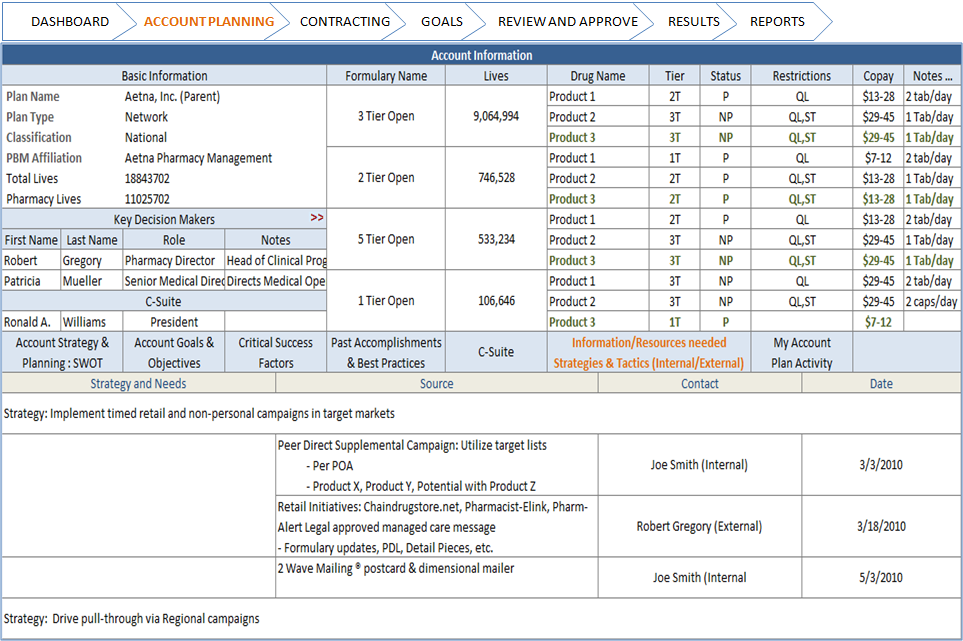 DASHBOARD ACCOUNT PLANNING CONTRACTING GOALS REVIEW AND APPROVE RESULTS REPORTS
Account Information
Basic Information Formulary Name Lives Drug Name Tier Status Restrictions Copay Notes ...
Plan Name Aetna, Inc. (Parent)
Plan Type Network
Classification National
PBM Affiliation Aetna Pharmacy Management
Total Lives 18843702
Pharmacy Lives 11025702
3 Tier Open 9,064,994
Product 1 2T P QL $13-28 2 tab/day
Product 2 3T NP QL,ST $29-45 1 Tab/day
Product 3 3T NP QL,ST $29-45 1 Tab/day
2 Tier Open 746,528
Product 1 1T P QL $7-12 2 tab/day
Product 2 2T P QL,ST $13-28 1 Tab/day
Product 3 2T P QL,ST $13-28 1 Tab/day
Key Decision Makers >>
First Name Last Name Role Notes
Robert Gregory Pharmacy Director Head of Clinical Prog
Patricia Mueller Senior Medical Direc Directs Medical Ope
C-Suite
Ronald A. Williams President
5 Tier Open 533,234
Product 1 2T P QL $13-28 2 tab/day
Product 2 3T NP QL,ST $29-45 1 Tab/day
Product 3 3T NP QL,ST $29-45 1 Tab/day
1 Tier Open 106,646
Product 1 3T NP QL $29-45 2 tab/day
Product 2 3T NP QL,ST $29-45 2 caps/day
Product 3 1T P $7-12
Account Strategy &
Planning : SWOT
Account Goals &
Objectives
Critical Success
Factors
Past Accomplishments
& Best Practices
C-Suite
Information/Resources needed
Strategies & Tactics (Internal/External)
My Account
Plan Activity
Strategy and Needs Source Contact Date
Strategy: Implement timed retail and non-personal campaigns in target markets
Peer Direct Supplemental Campaign: Utilize target lists
- Per POA
- Product X, Product Y, Potential with Product Z
Joe Smith (Internal) 3/3/2010
Retail Initiatives: Chaindrugstore.net, Pharmacist-Elink, Pharm-
Alert Legal approved managed care message
- Formulary updates, PDL, Detail Pieces, etc.
Robert Gregory (External) 3/18/2010
2 Wave Mailing ® postcard & dimensional mailer
Joe Smith (Internal 5/3/2010
Strategy: Drive pull-through via Regional campaigns